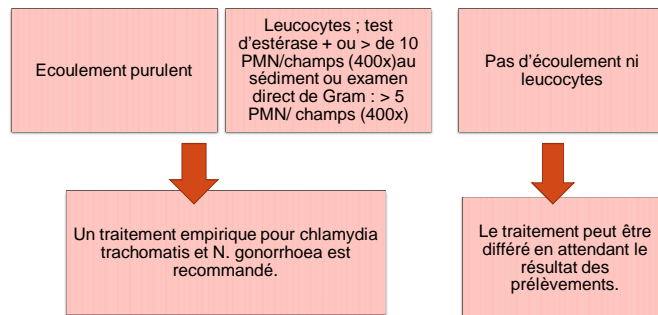 Ecoulement purulent
Leucocytes ; test
d'estérase + ou > de 10
PMN/champs (400x)au
sédiment ou examen
direct de Gram : > 5
PMN/ champs (400x)
Pas d'écoulement ni
leucocytes
Un traitement empirique pour chlamydia
trachomatis et N. gonorrhoea est
recommandé.
Le traitement peut être
différé en attendant le
résultat des
prélèvements.